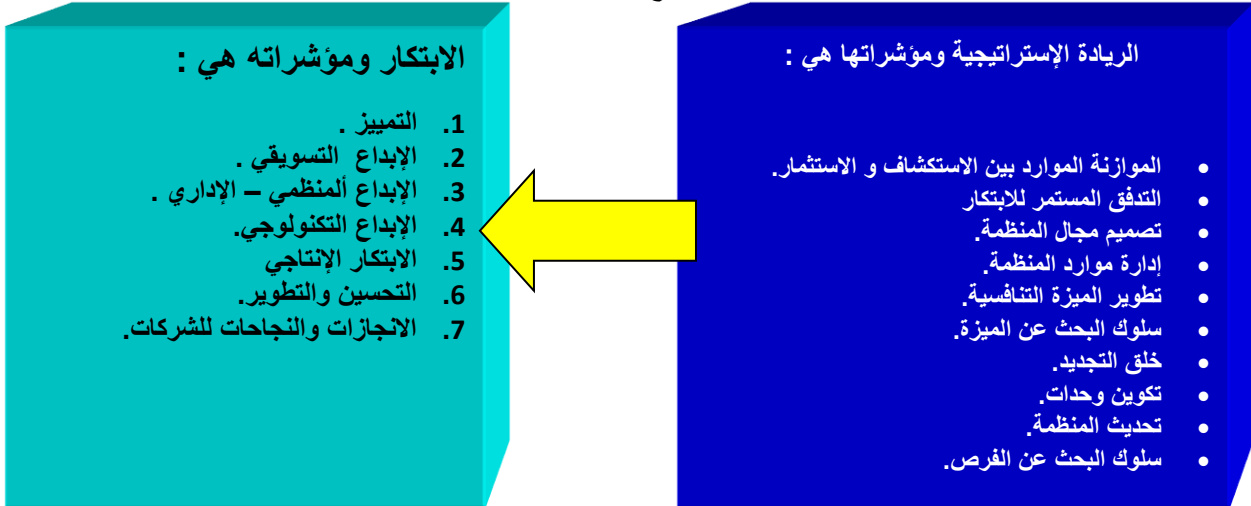 الريادة الإستراتيجية ومؤشراتها هي :
• الموازنة الموارد بين الاستكشاف و الاستثمار.
• التدفق المستمر للابتكار
• تصميم مجال المنظمة.
• إدارة موارد المنظمة.
• تطوير الميزة التنافسية.
• سلوك البحث عن الميزة.
• خلق التجديد.
• تكوين وحدات.
• تحديث المنظمة.
• سلوك البحث عن الفرص.
الابتكار ومؤشراته هي :
1. التمييز .
2. الإبداع التسويقي .
3. الإبداع ألمنظمي – الإداري .
4. الإبداع التكنولوجي.
5. الابتكار الإنتاجي
6. التحسين والتطوير.
7. الانجازات والنجاحات للشركات.